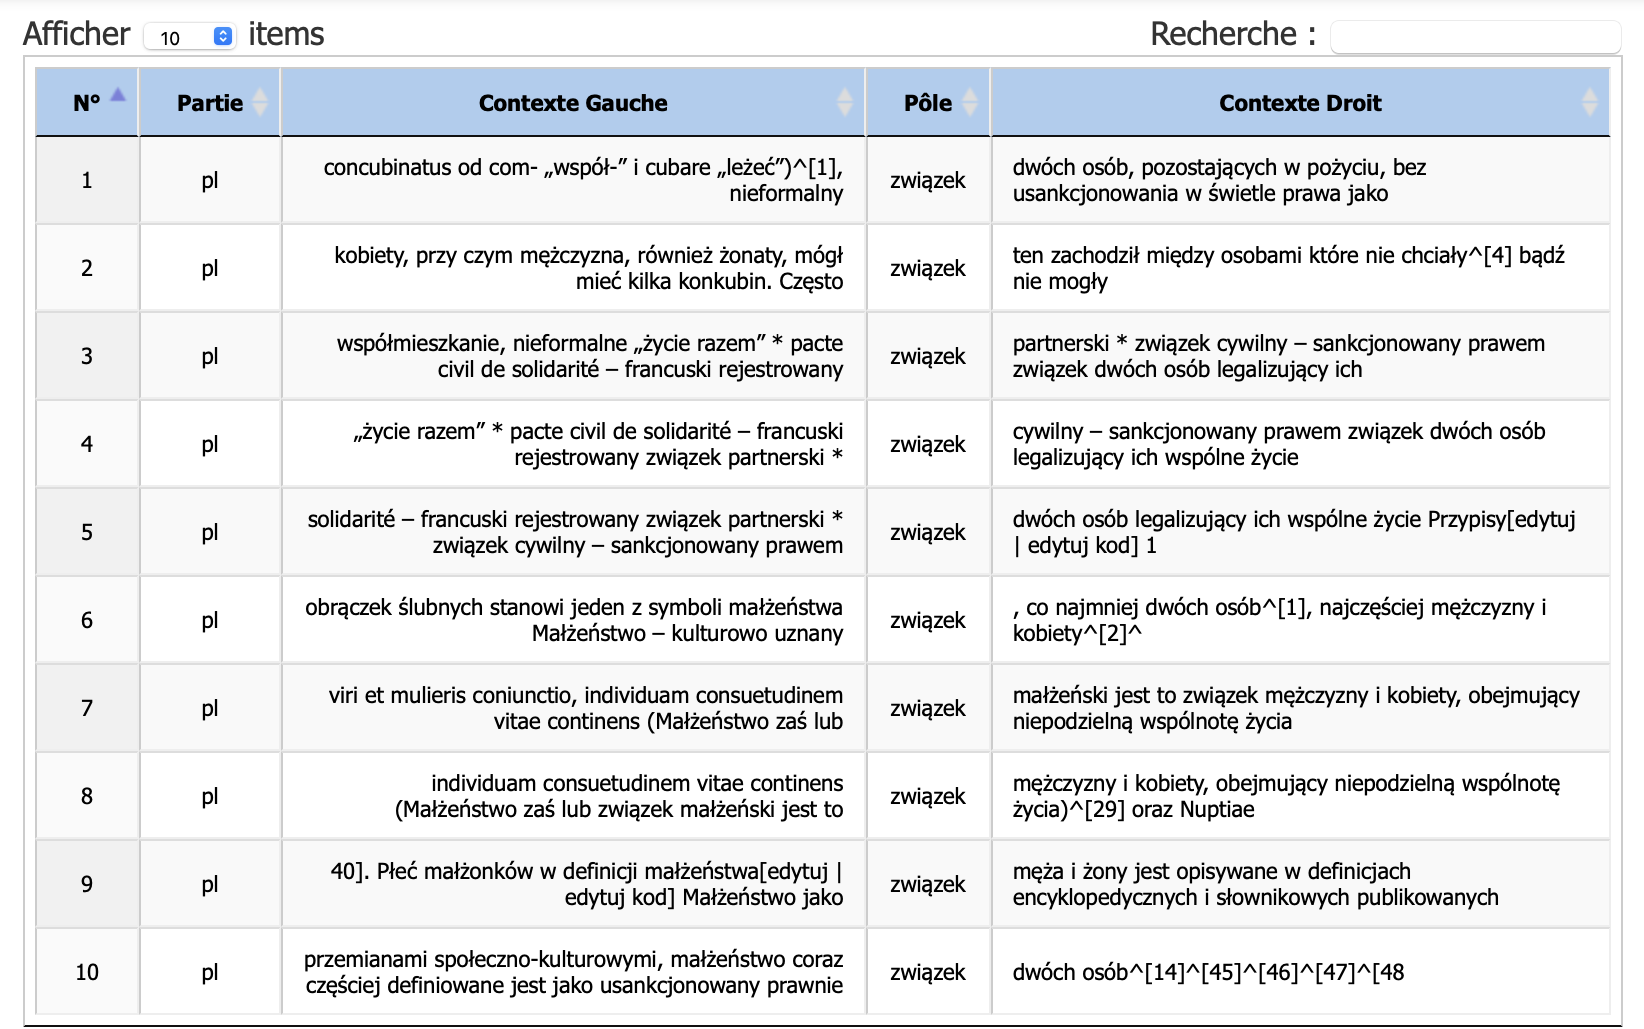 Afficher 10 items
Recherche :
N° Partie Contexte Gauche Pôle Contexte Droit
1 pl
concubinatus od com- „współ-” i cubare „leżeć”)^[1],
nieformalny
związek
dwóch osób, pozostających w pożyciu, bez
usankcjonowania w świetle prawa jako
2 pl
kobiety, przy czym mężczyzna, również żonaty, mógł
mieć kilka konkubin. Często
związek
ten zachodził między osobami które nie chciały^[4] bądź
nie mogły
3 pl
współmieszkanie, nieformalne „życie razem” * pacte
civil de solidarité – francuski rejestrowany
związek
partnerski * związek cywilny – sankcjonowany prawem
związek dwóch osób legalizujący ich
4 pl
„życie razem” * pacte civil de solidarité – francuski
rejestrowany związek partnerski *
związek
cywilny – sankcjonowany prawem związek dwóch osób
legalizujący ich wspólne życie
5 pl
solidarité – francuski rejestrowany związek partnerski *
związek cywilny – sankcjonowany prawem
związek
dwóch osób legalizujący ich wspólne życie Przypisy[edytuj
| edytuj kod] 1
6 pl
obrączek ślubnych stanowi jeden z symboli małżeństwa
Małżeństwo – kulturowo uznany
związek
, co najmniej dwóch osób^[1], najczęściej mężczyzny i
kobiety^[2]^
7 pl
viri et mulieris coniunctio, individuam consuetudinem
vitae continens (Małżeństwo zaś lub
związek
małżeński jest to związek mężczyzny i kobiety, obejmujący
niepodzielną wspólnotę życia
8 pl
individuam consuetudinem vitae continens
(Małżeństwo zaś lub związek małżeński jest to
związek
mężczyzny i kobiety, obejmujący niepodzielną wspólnotę
życia)^[29] oraz Nuptiae
9 pl
40]. Płeć małżonków w definicji małżeństwa[edytuj |
edytuj kod] Małżeństwo jako
związek
męża i żony jest opisywane w definicjach
encyklopedycznych i słownikowych publikowanych
10 pl
przemianami społeczno-kulturowymi, małżeństwo coraz
częściej definiowane jest jako usankcjonowany prawnie
związek
dwóch osób^[14]^[45]^[46]^[47]^[48